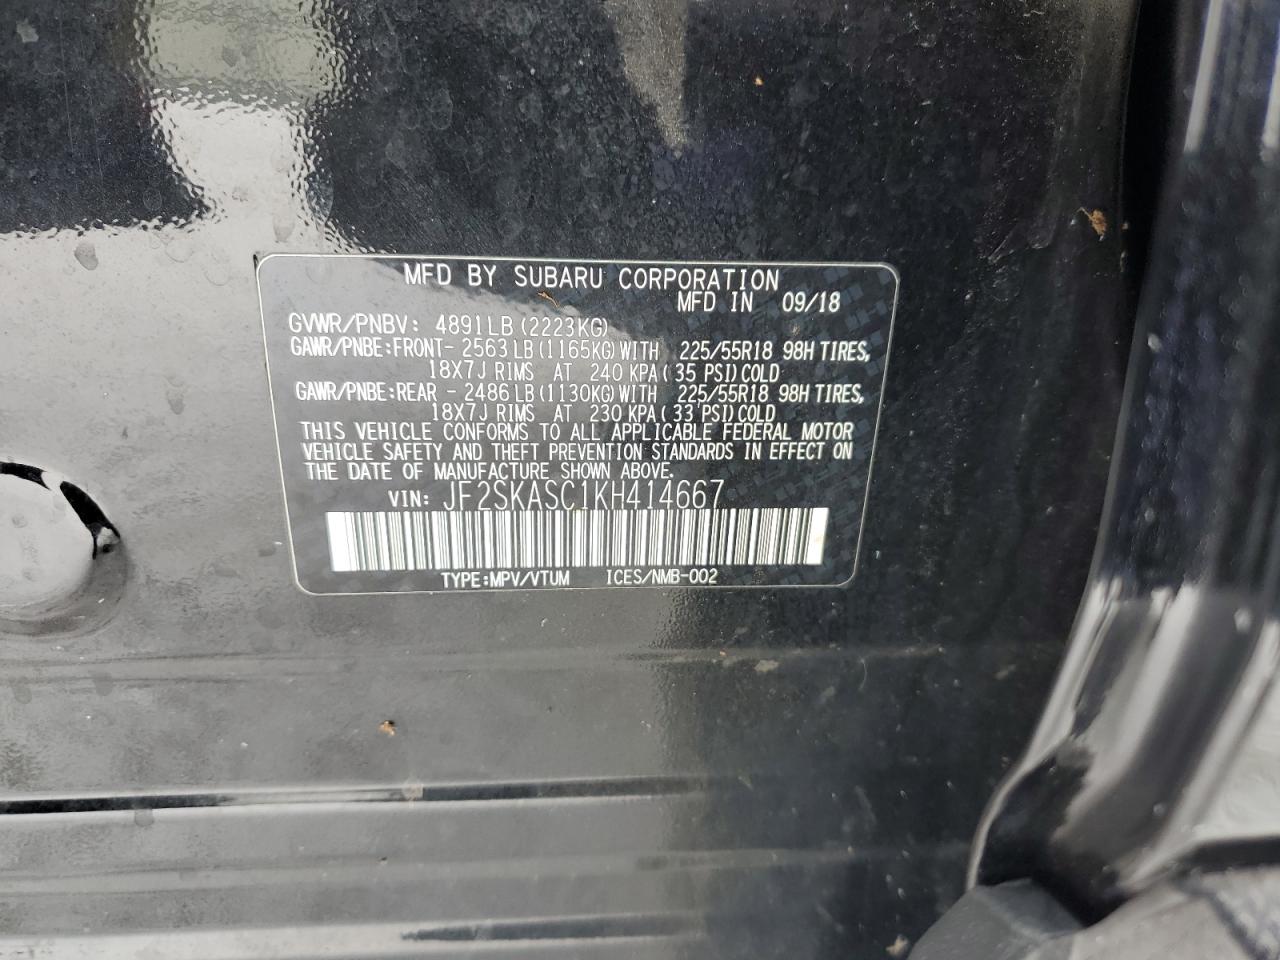 MFD BY SUBARU CORPORATION
MFD IN 09/18
GVWR/PNBV: 4891LB (2223KG)
GAWR/PNBE:FRONT- 2563LB (1165KG) WITH 225/55R18 98H TIRES,
18X7J RIMS AT 240 KPA ( 35 PSI) COLD
GAWR/PNBE:REAR - 2486LB (1130KG) WITH 225/55R18 98H TIRES,
18X7J RIMS AT 230 KPA ( 33 PSI) COLD
THIS VEHICLE CONFORMS TO ALL APPLICABLE FEDERAL MOTOR
VEHICLE SAFETY AND THEFT PREVENTION STANDARDS IN EFFECT ON
THE DATE OF MANUFACTURE SHOWN ABOVE.
VIN: JF2SKASC1KH414667
TYPE:MPV/VTUM ICES/NMB-002